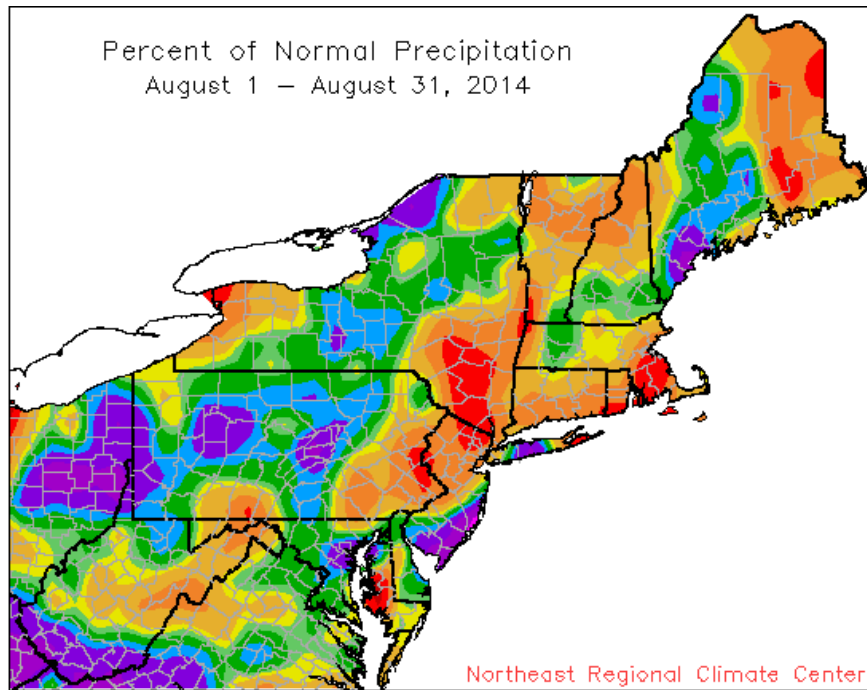 Percent of Normal Precipitation
August 1 – August 31, 2014
Northeast Regional Climate Center